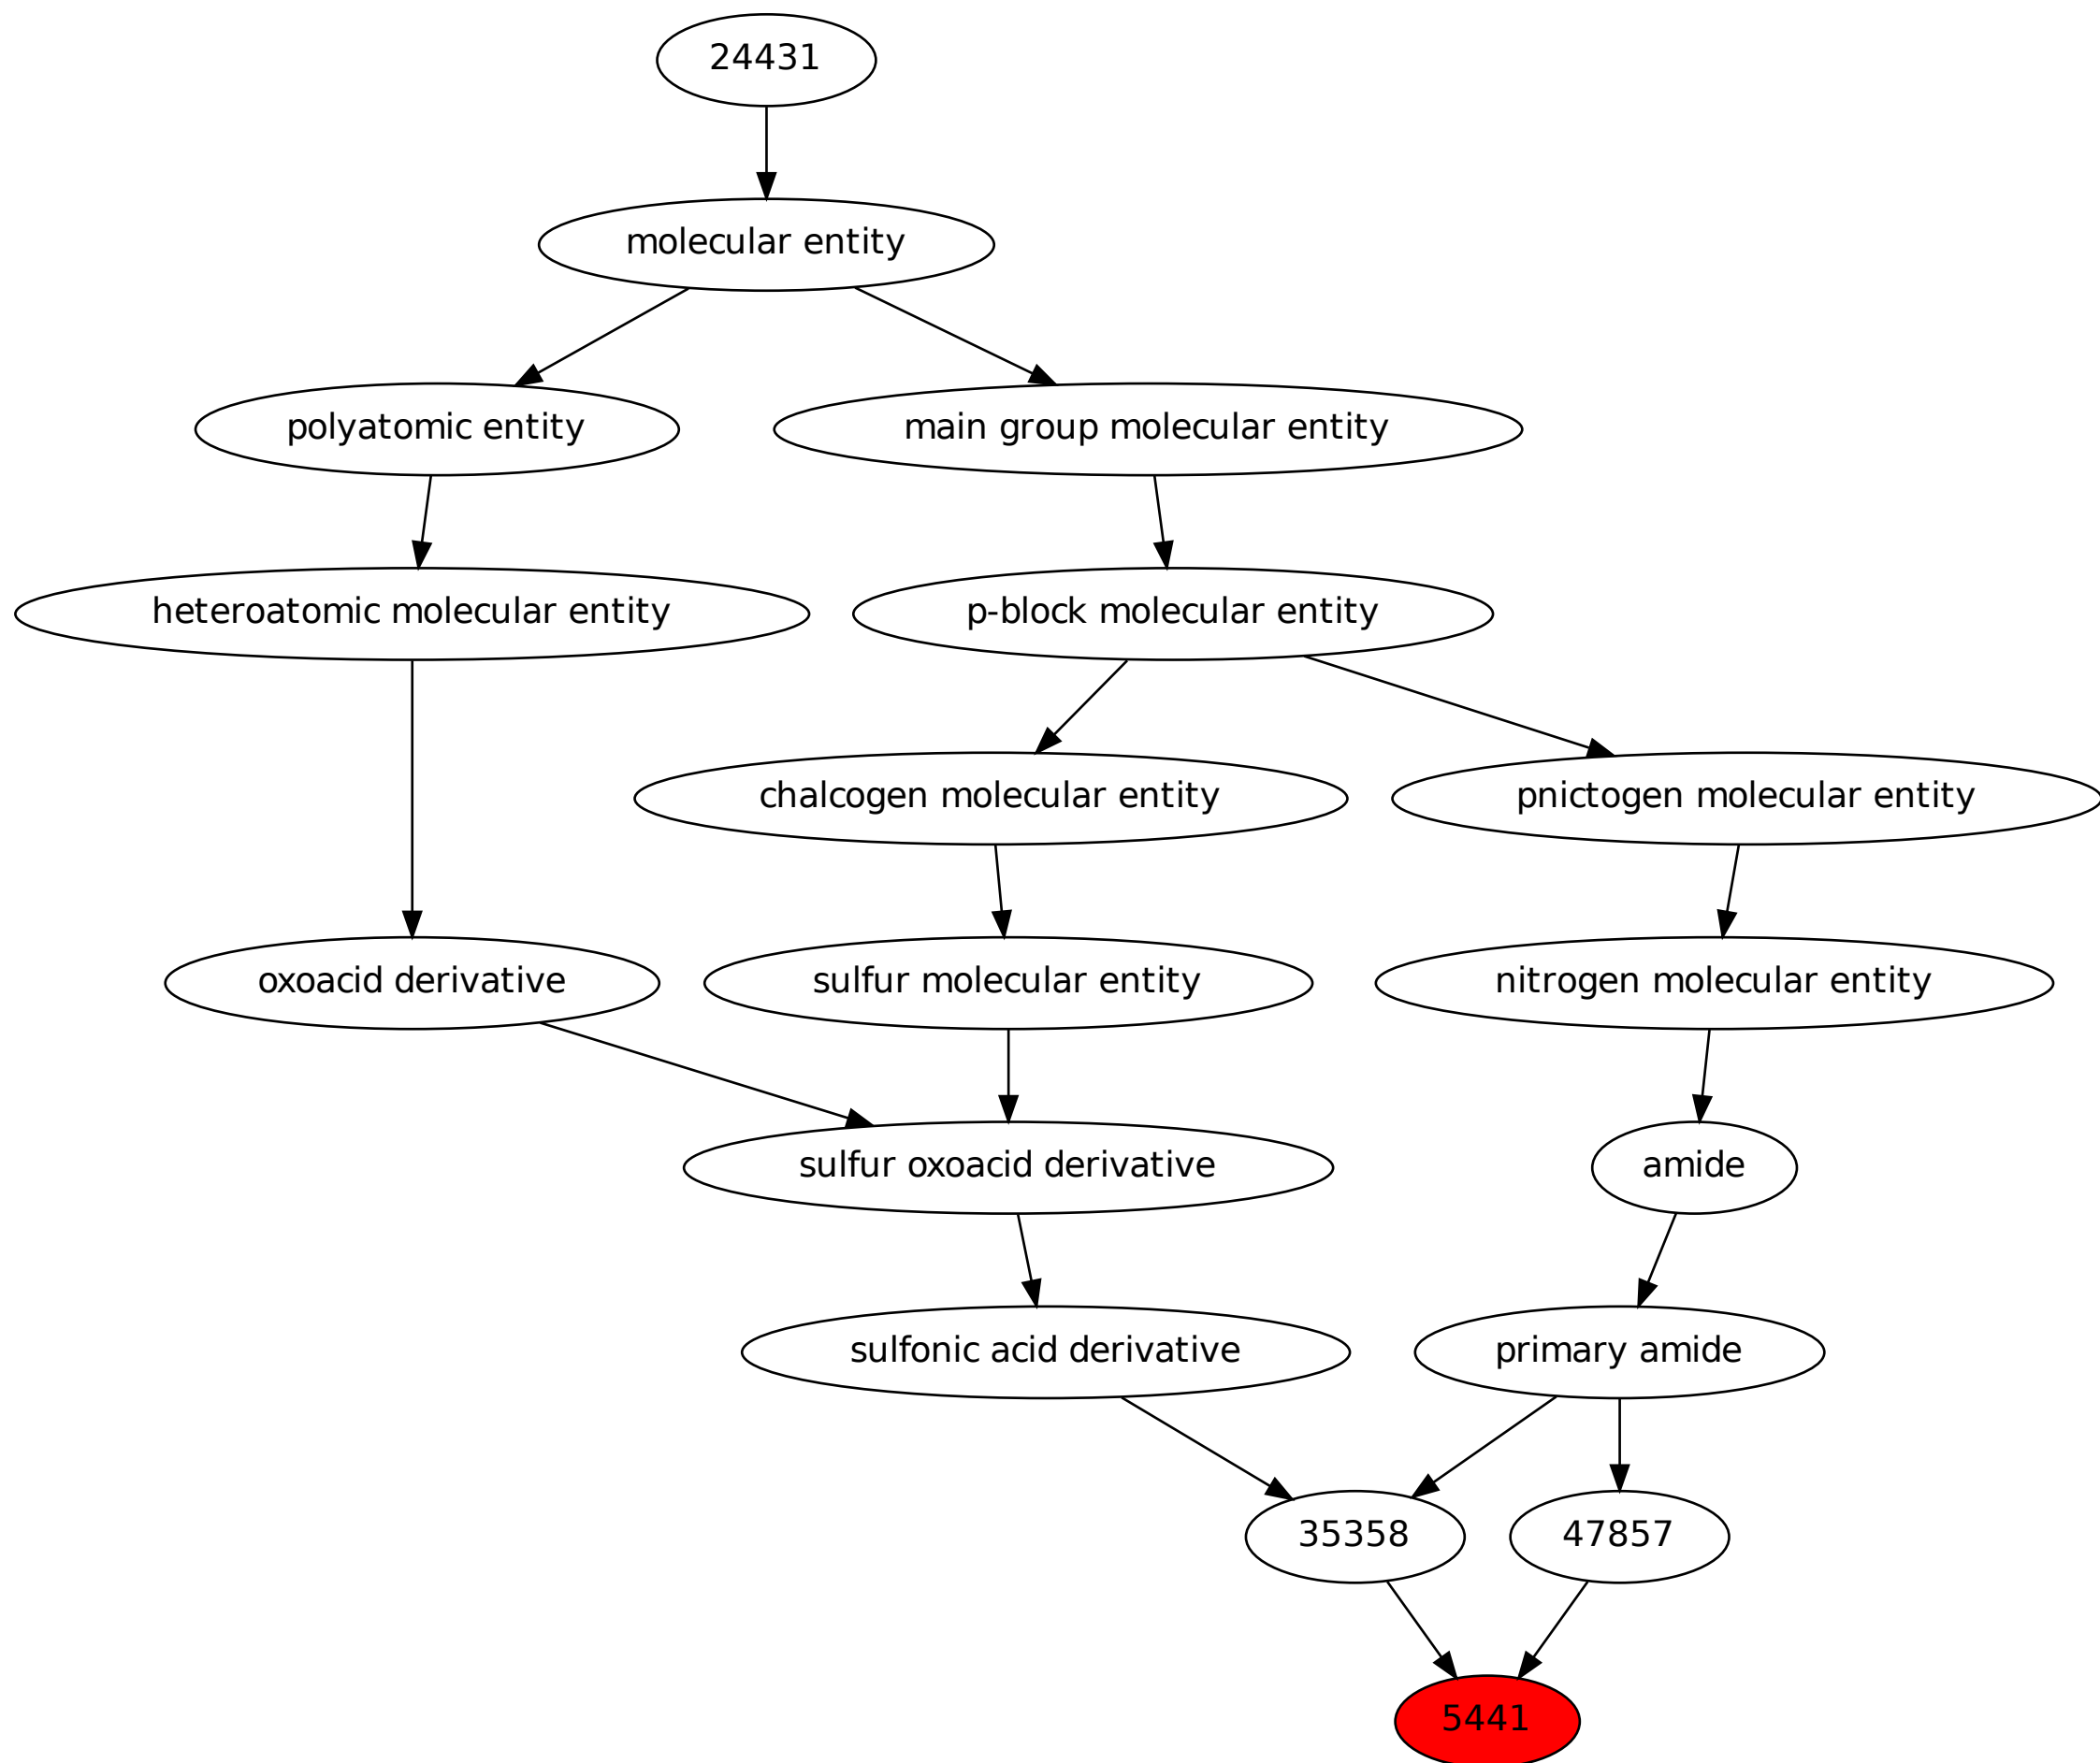 24431
molecular entity
polyatomic entity
main group molecular entity
heteroatomic molecular entity
p-block molecular entity
chalcogen molecular entity
pnictogen molecular entity
oxoacid derivative
sulfur molecular entity
nitrogen molecular entity
sulfur oxoacid derivative
amide
sulfonic acid derivative
primary amide
35358
47857
5441